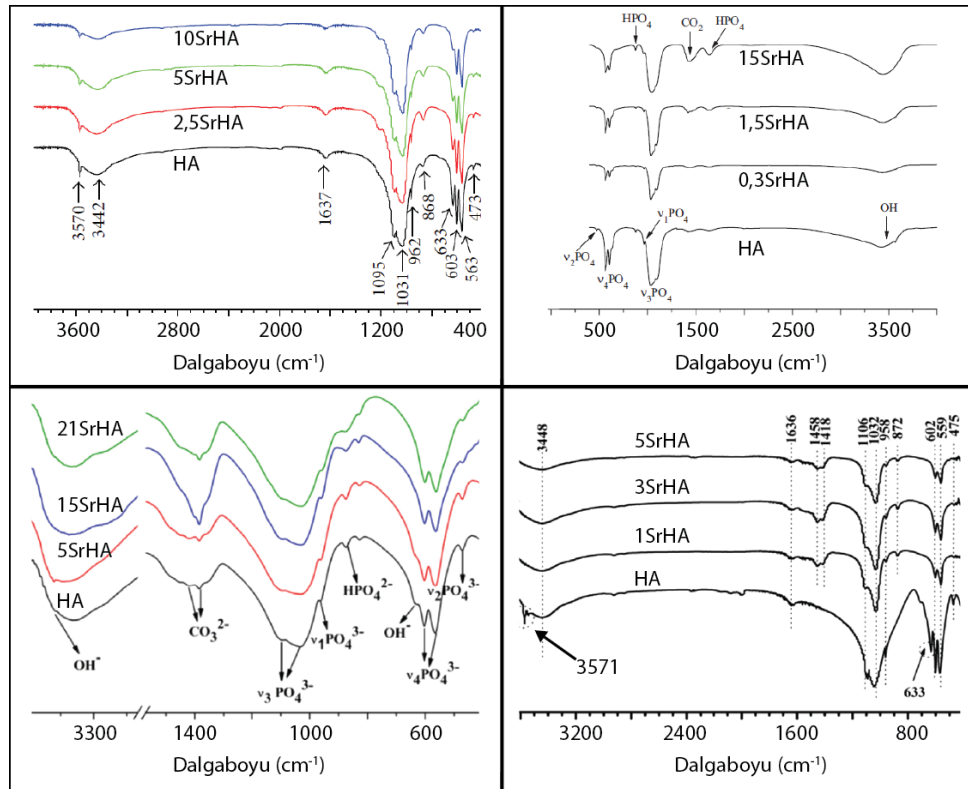 10SrHA
5SrHA
2,5SrHA
HA
3570
3442
1637
1095
1031
962
868
633
603
563
473
3600 2800 2000 1200 400
Dalgaboyu (cm⁻¹)
HPO₄ CO₂ HPO₄
15SrHA
1,5SrHA
0,3SrHA
OH
ν₁PO₄
HA
ν₂PO₄
ν₄PO₄
ν₃PO₄
500 1500 2500 3500
Dalgaboyu (cm⁻¹)
21SrHA
15SrHA
5SrHA
HA
HPO₄²⁻
ν₂PO₄³⁻
CO₃²⁻
ν₁PO₄³⁻
OH⁻
OH⁻
ν₄PO₄³⁻
ν₃ PO₄³⁻
3300 1400 1000 600
Dalgaboyu (cm⁻¹)
3448
1636
1458
1418
1106
1032
958
872
602
559
475
5SrHA
3SrHA
1SrHA
HA
3571
633
3200 1600 800
Dalgaboyu (cm⁻¹)